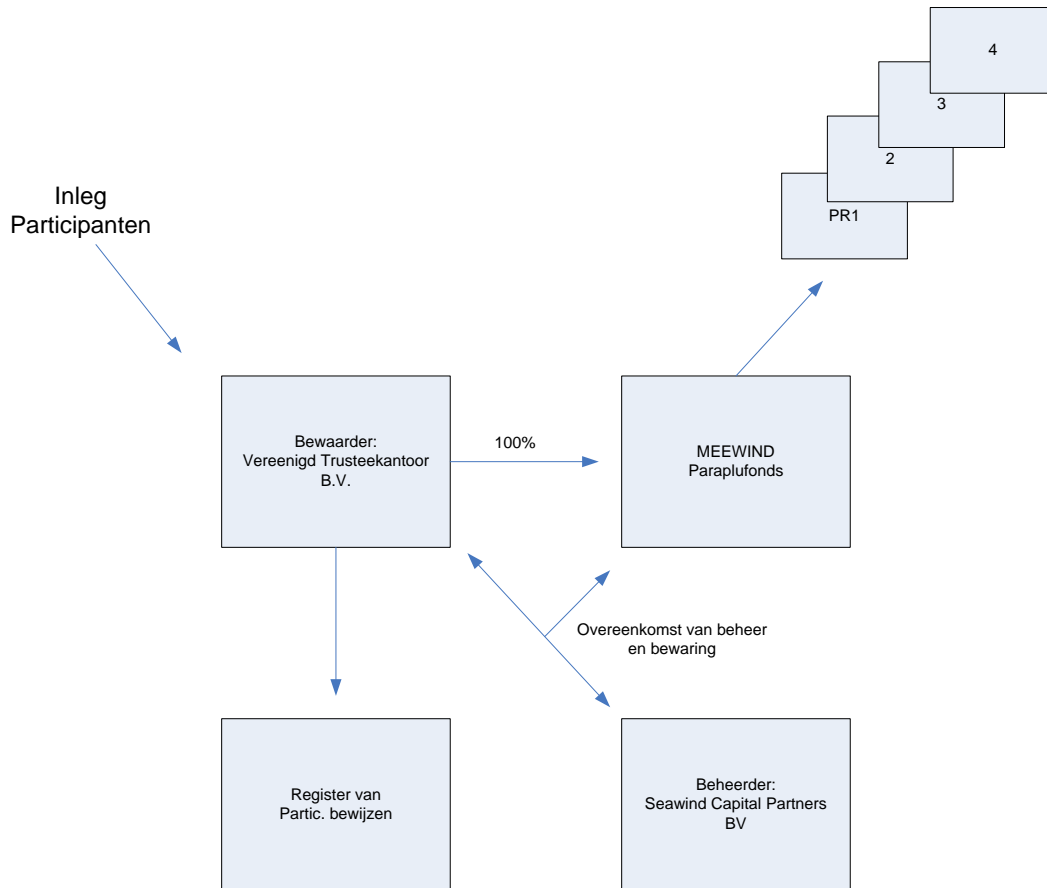 4
3
2
PR1
Inleg
Participanten
Bewaarder:
Vereenigd Trusteekantoor
B.V.
100%
MEEWIND
Paraplufonds
Overeenkomst van beheer
en bewaring
Register van
Partic. bewijzen
Beheerder:
Seawind Capital Partners
BV